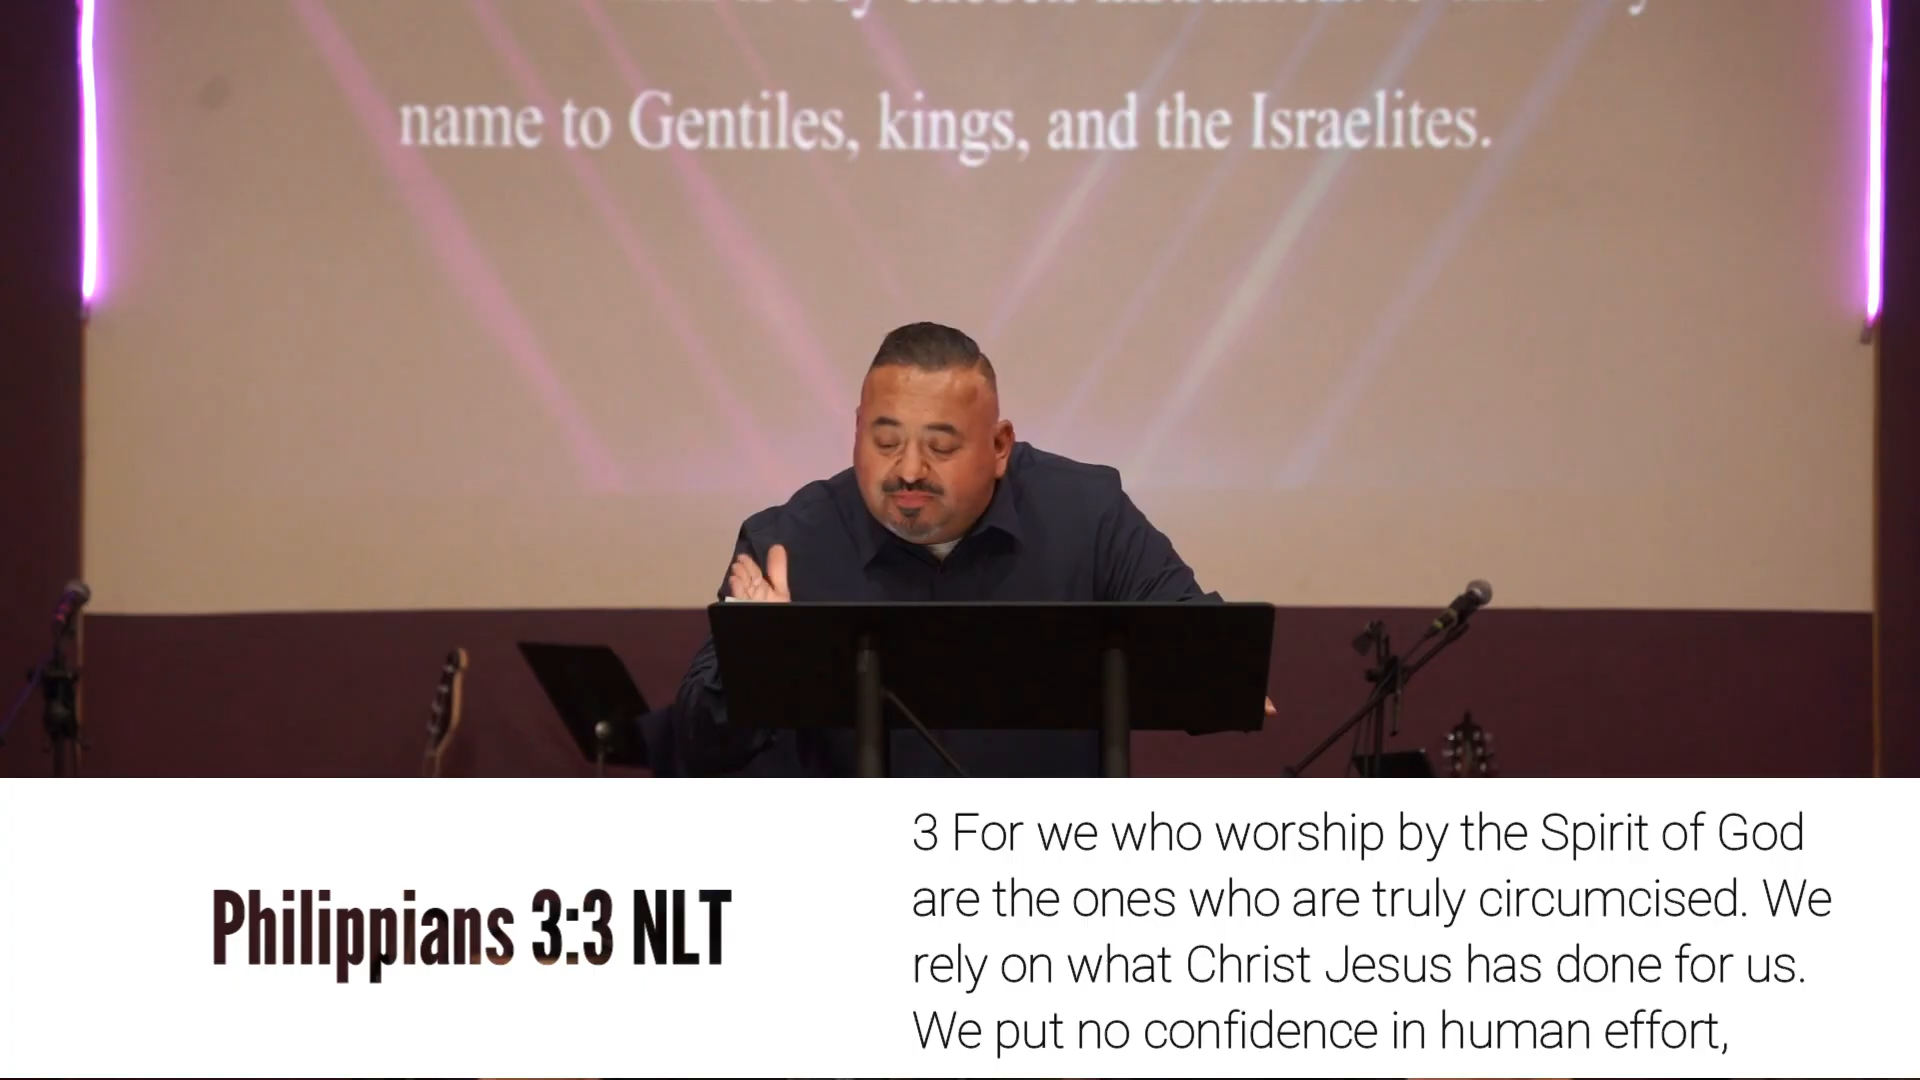 name to Gentiles, kings, and the Israelites.
Philippians 3:3 NLT
3 For we who worship by the Spirit of God
are the ones who are truly circumcised. We
rely on what Christ Jesus has done for us.
We put no confidence in human effort,